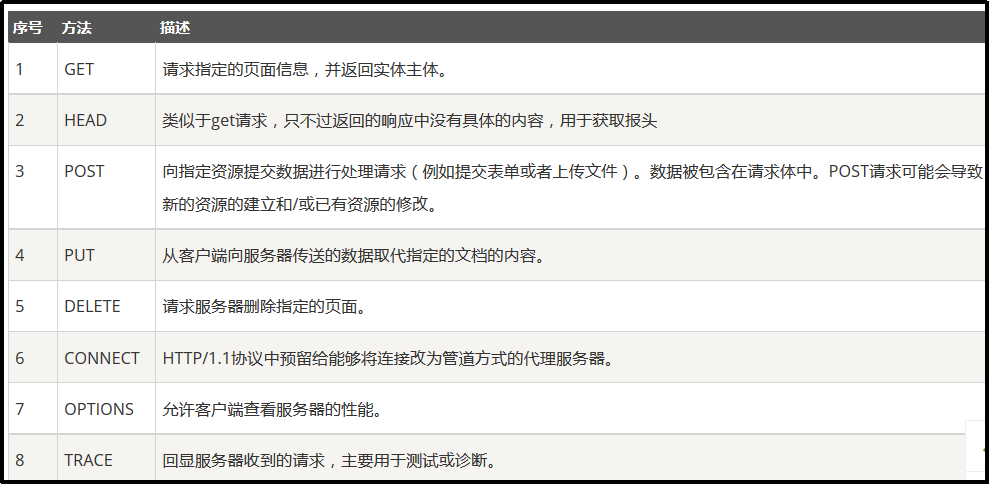 序号 方法 描述
1 GET 请求指定的页面信息，并返回实体主体。
2 HEAD 类似于get请求，只不过返回的响应中没有具体的内容，用于获取报头
3 POST 向指定资源提交数据进行处理请求（例如提交表单或者上传文件）。数据被包含在请求体中。POST请求可能会导致
新的资源的建立和/或已有资源的修改。
4 PUT 从客户端向服务器传送的数据取代指定的文档的内容。
5 DELETE 请求服务器删除指定的页面。
6 CONNECT HTTP/1.1协议中预留给能够将连接改为管道方式的代理服务器。
7 OPTIONS 允许客户端查看服务器的性能。
8 TRACE 回显服务器收到的请求，主要用于测试或诊断。